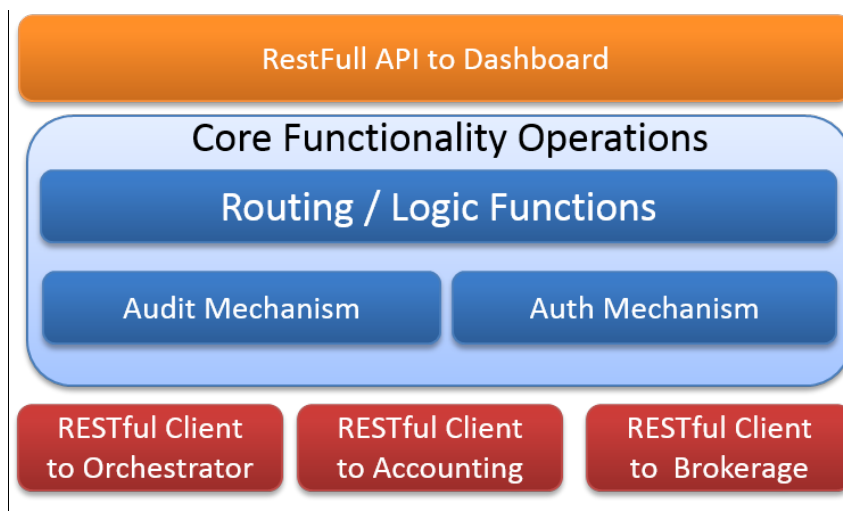 RestFull API to Dashboard
Core Functionality Operations
Routing / Logic Functions
Audit Mechanism
Auth Mechanism
RESTful Client
to Orchestrator
RESTful Client
to Accounting
RESTful Client
to Brokerage